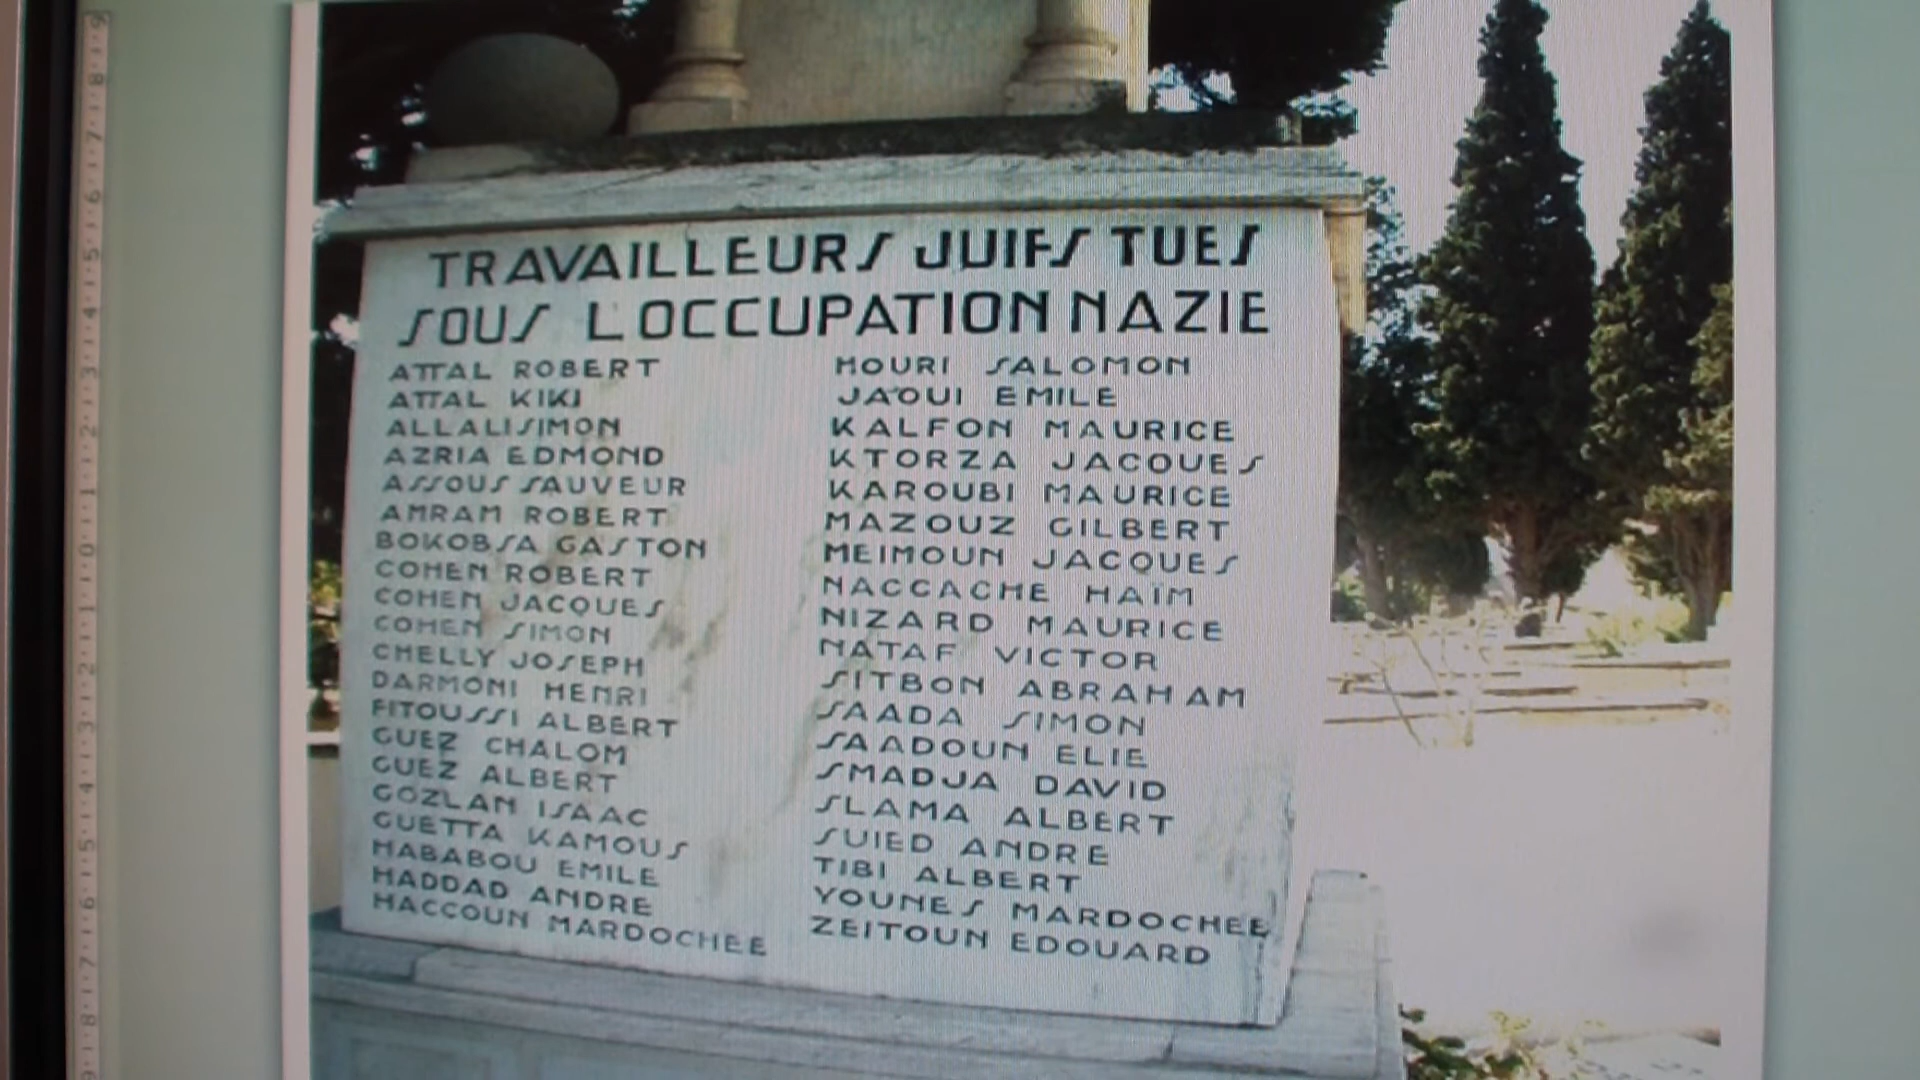 TRAVAILLEURS JUIFS TUES
SOUS L'OCCUPATION NAZIE
ATTAL ROBERT
ATTAL KIKI
ALLALI SIMON
AZRIA EDMOND
ASSOUS SAUVEUR
AMRAM ROBERT
BOKOBSA GASTON
COHEN ROBERT
COHEN JACQUES
COHEN SIMON
CHELLY JOSEPH
DARMONI HENRI
FITOUSSI ALBERT
GUEZ CHALOM
GUEZ ALBERT
GOZLAN ISAAC
GUETTA KAMOUS
HABABOU EMILE
HADDAD ANDRE
HACCOUN MARDOCHEE
HOURI SALOMON
JAOUI EMILE
KALFON MAURICE
KTORZA JACQUES
KAROUBI MAURICE
MAZOUZ GILBERT
MEIMOUN JACQUES
NACCACHE HAÏM
NIZARD MAURICE
NATAF VICTOR
SITBON ABRAHAM
SAADA SIMON
SAADOUN ELIE
SMADJA DAVID
SLAMA ALBERT
SUIED ANDRE
TIBI ALBERT
YOUNES MARDOCHEE
ZEITOUN EDOUARD